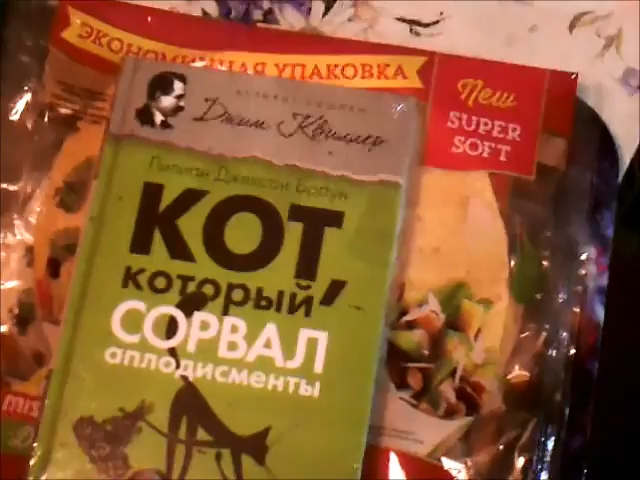 ЭКОНОМИЧНАЯ УПАКОВКА
New
SUPER
SOFT
Джим Квиллер
Лилиан Джексон Браун
КОТ,
который
СОРВАЛ
аплодисменты